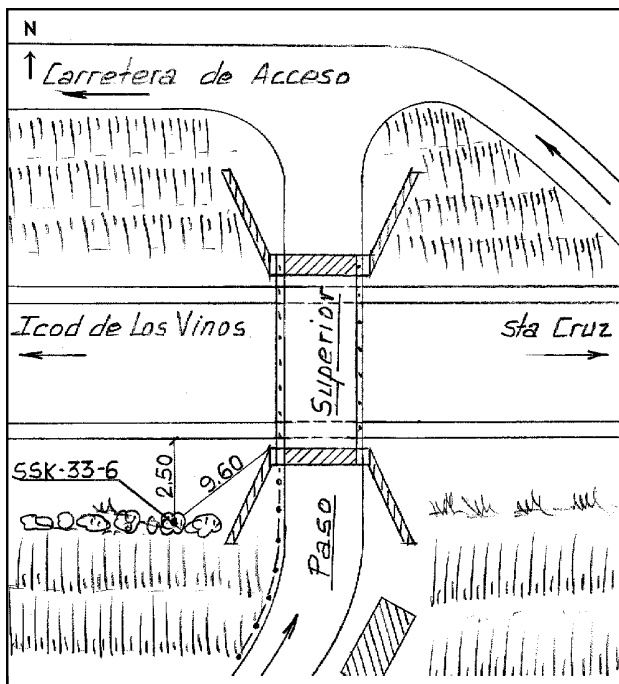 N
Carretera de Acceso
Icod de Los Vinos
Sta Cruz
Superior
SSK-33-6
2.50
9.60
Paso